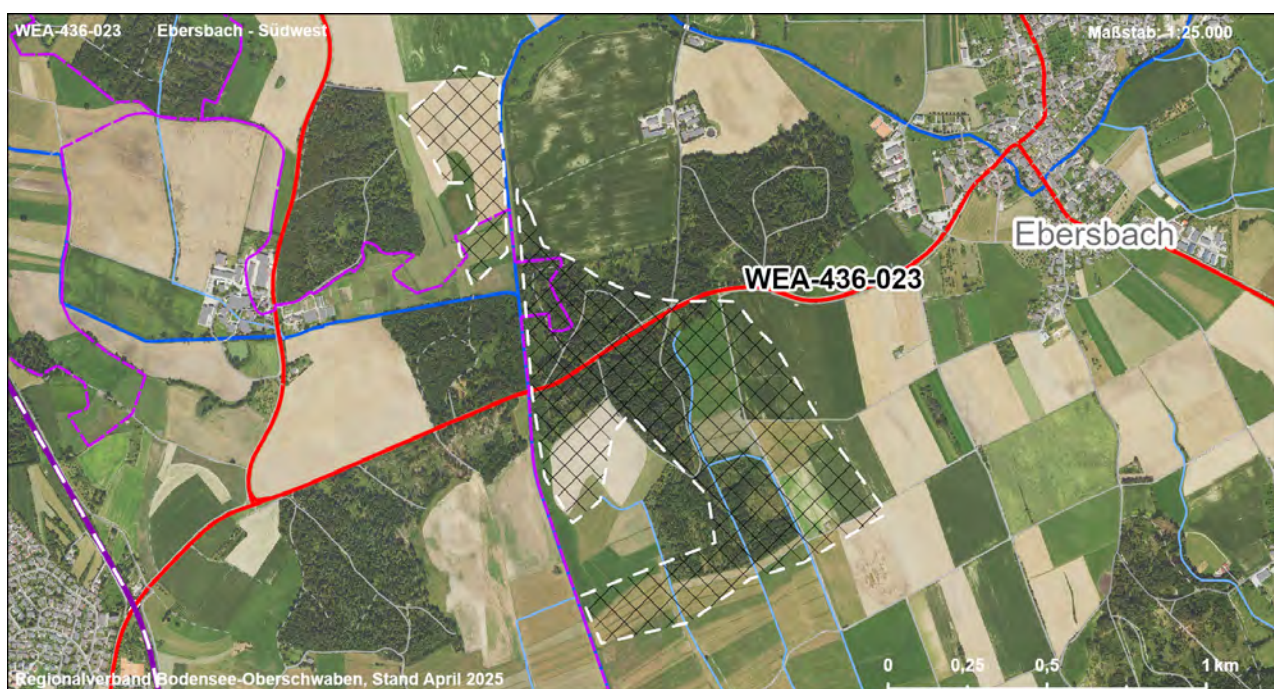 WEA-436-023 Ebersbach - Südwest
Maßstab: 1:25.000
Ebersbach
WEA-436-023
Regionalverband Bodensee-Oberschwaben, Stand April 2025
0 0,25 0,5 1 km